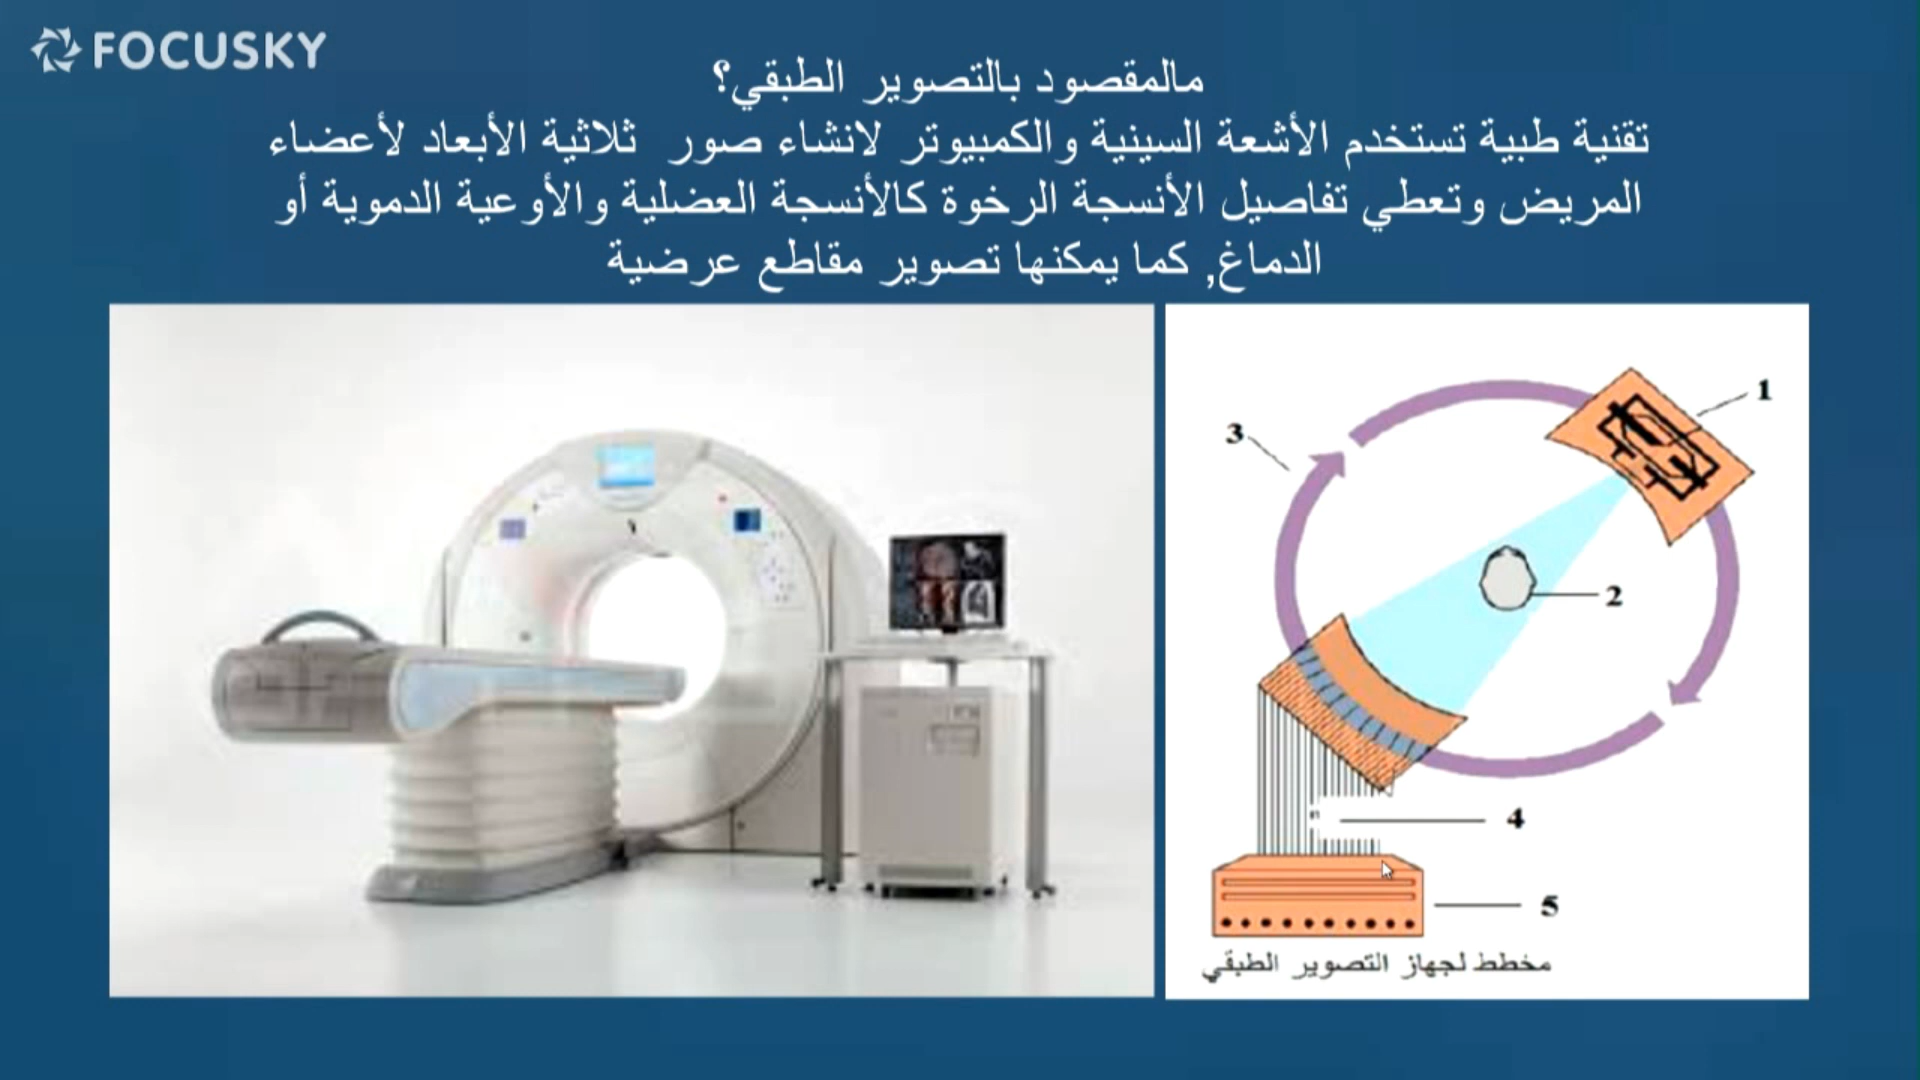 FOCUSKY
مالمقصود بالتصوير الطبقي؟
تقنية طبية تستخدم الأشعة السينية والكمبيوتر لانشاء صور ثلاثية الأبعاد لأعضاء
المريض وتعطي تفاصيل الأنسجة الرخوة كالأنسجة العضلية والأوعية الدموية أو
الدماغ, كما يمكنها تصوير مقاطع عرضية
1
3
2
4
5
مخطط لجهاز التصوير الطبقي